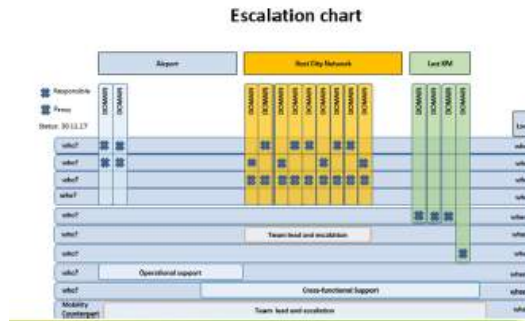 Escalation chart
Airport
Host City Network
Last KM
Responsible
Proxy
Status: 30.11.17
DOMAIN DOMAIN DOMAIN DOMAIN DOMAIN DOMAIN DOMAIN DOMAIN DOMAIN DOMAIN DOMAIN DOMAIN DOMAIN DOMAIN DOMAIN
who?
who?
who?
who?
who?
who? Team lead and escalation
who?
who? Operational support
who? Cross-functional Support
Mobility
Counterpart Team lead and escalation